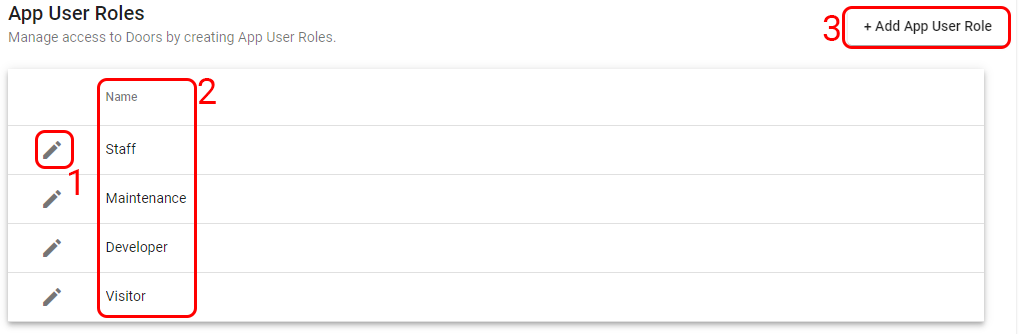 App User Roles
Manage access to Doors by creating App User Roles.
3
+ Add App User Role
Name
2
Staff
1
Maintenance
Developer
Visitor